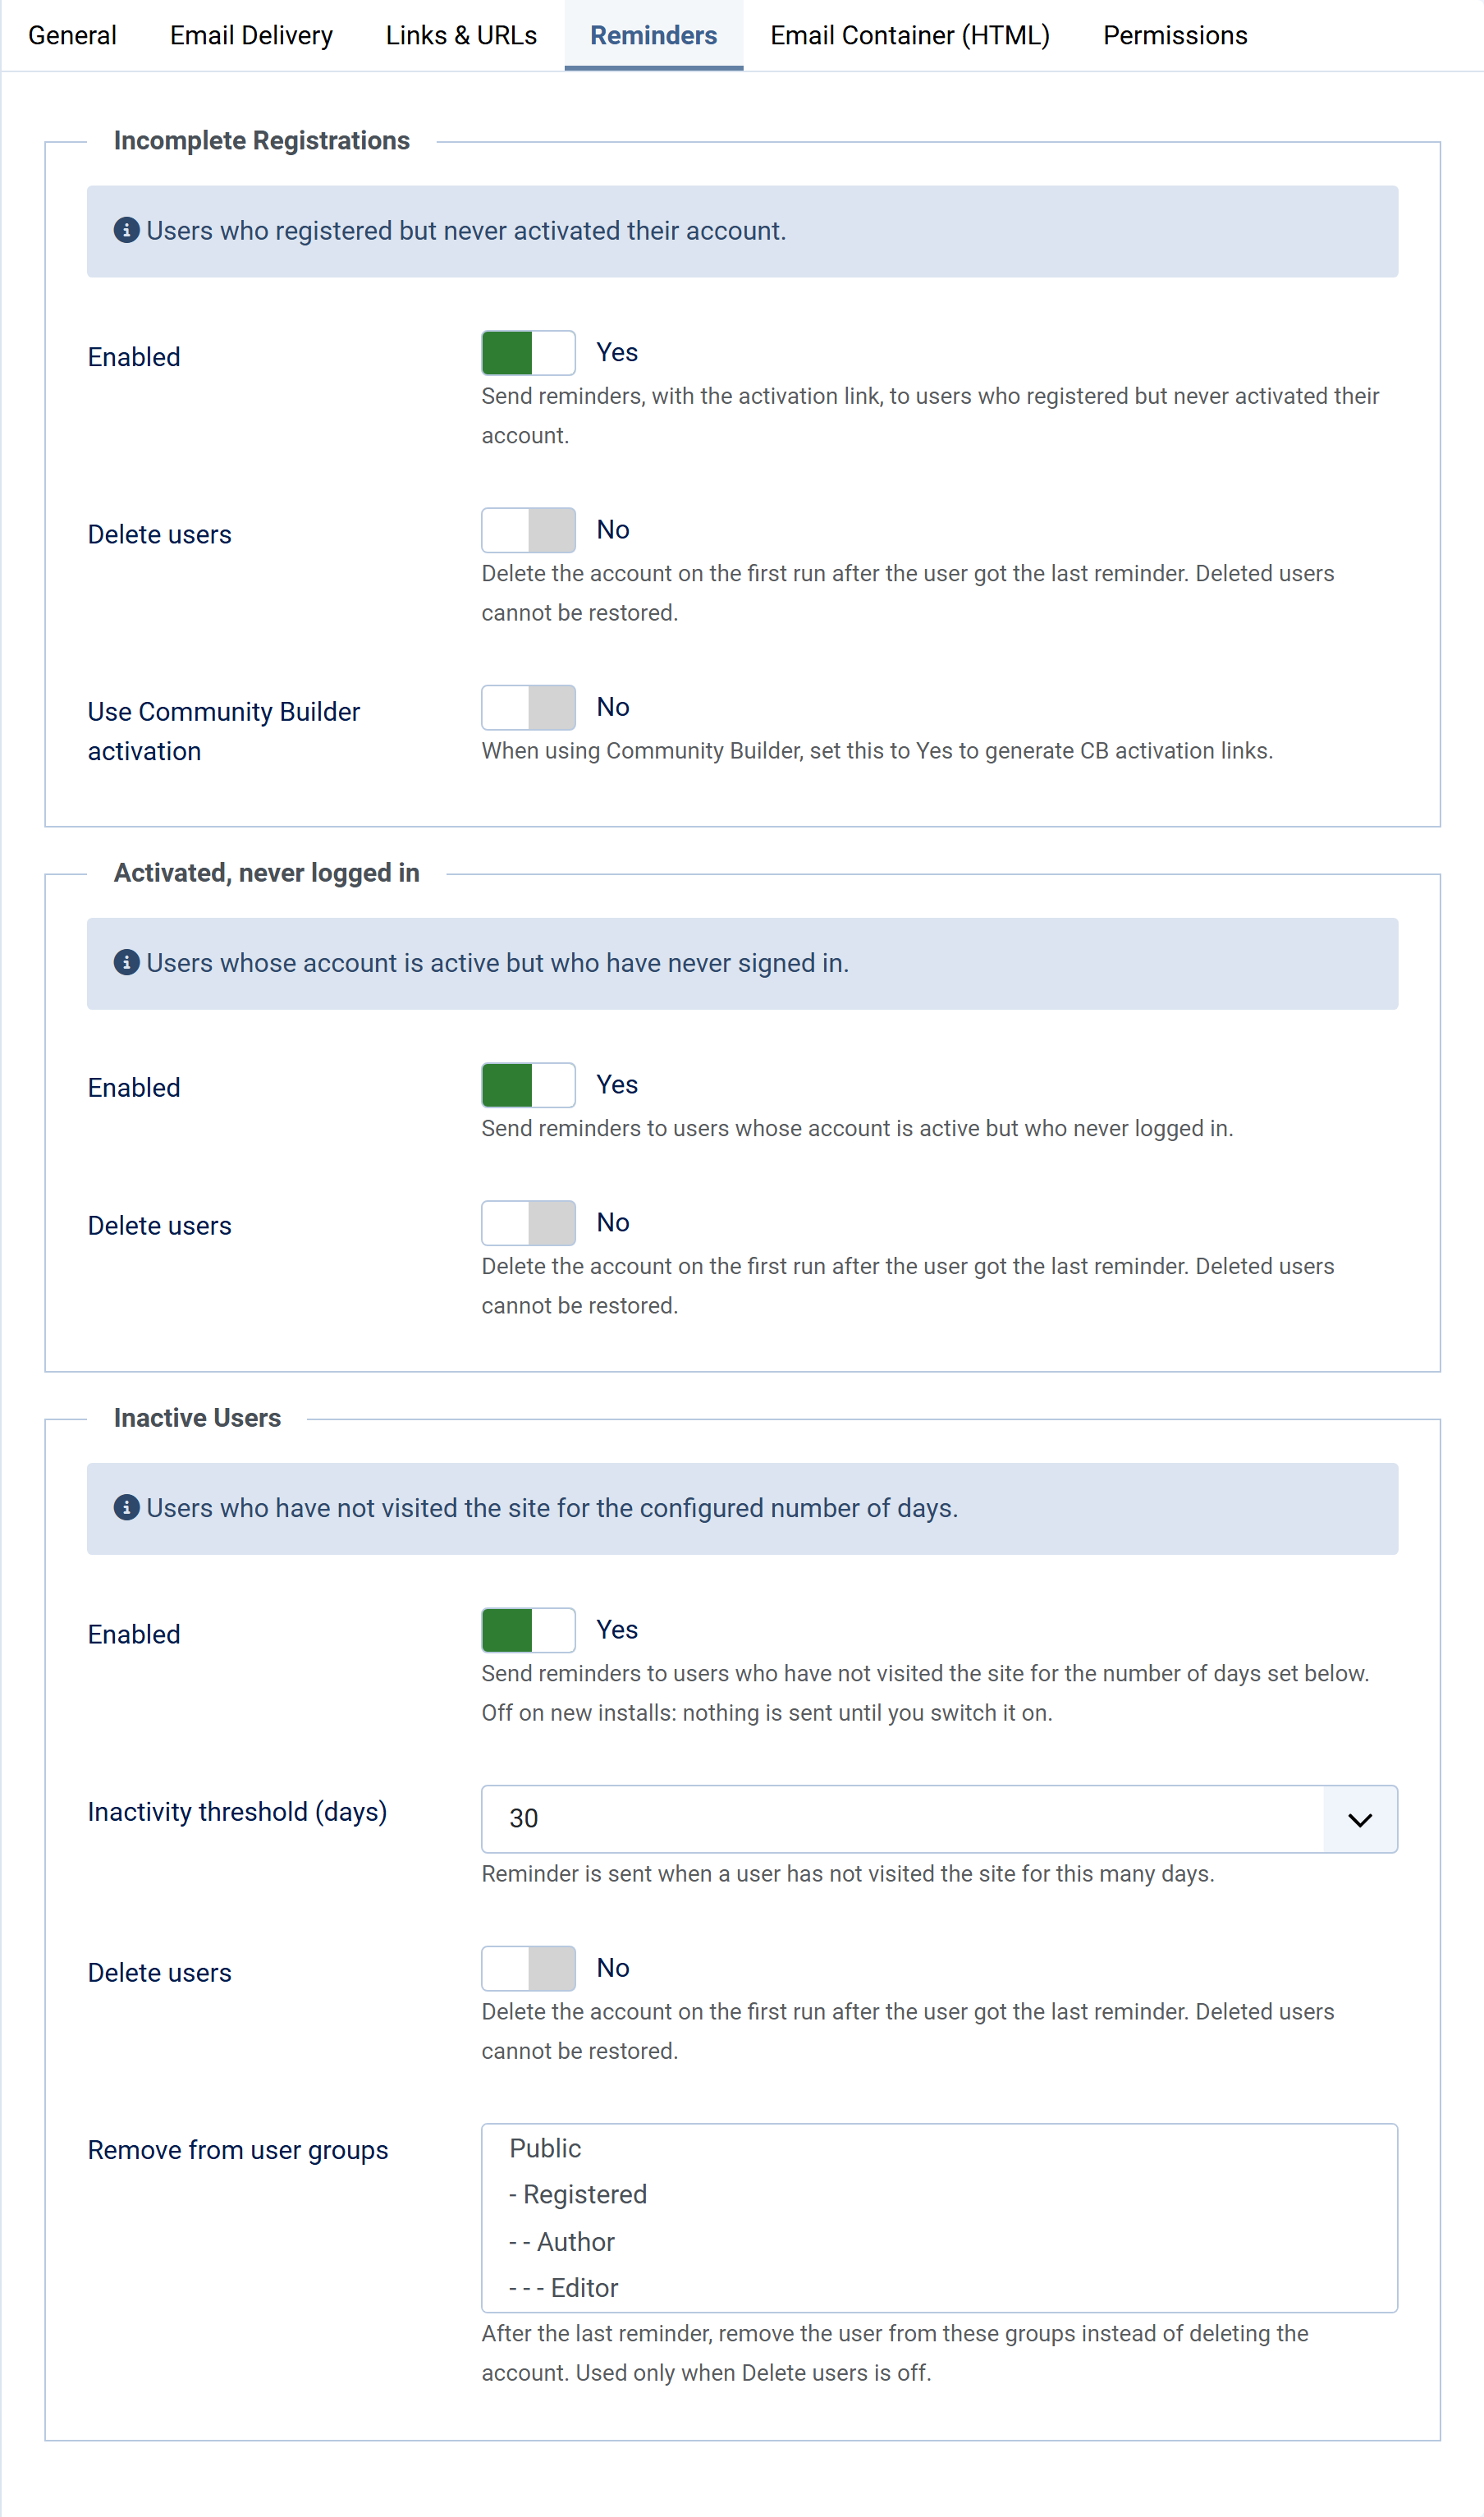 General
Email Delivery
Links & URLs
Reminders
Email Container (HTML)
Permissions
Incomplete Registrations
Users who registered but never activated their account.
Enabled
Yes
Send reminders, with the activation link, to users who registered but never activated their
account.
Delete users
No
Delete the account on the first run after the user got the last reminder. Deleted users
cannot be restored.
Use Community Builder
activation
No
When using Community Builder, set this to Yes to generate CB activation links.
Activated, never logged in
Users whose account is active but who have never signed in.
Enabled
Yes
Send reminders to users whose account is active but who never logged in.
Delete users
No
Delete the account on the first run after the user got the last reminder. Deleted users
cannot be restored.
Inactive Users
Users who have not visited the site for the configured number of days.
Enabled
Yes
Send reminders to users who have not visited the site for the number of days set below.
Off on new installs: nothing is sent until you switch it on.
Inactivity threshold (days)
30
Reminder is sent when a user has not visited the site for this many days.
Delete users
No
Delete the account on the first run after the user got the last reminder. Deleted users
cannot be restored.
Remove from user groups
Public
- Registered
- - Author
- - - Editor
After the last reminder, remove the user from these groups instead of deleting the
account. Used only when Delete users is off.